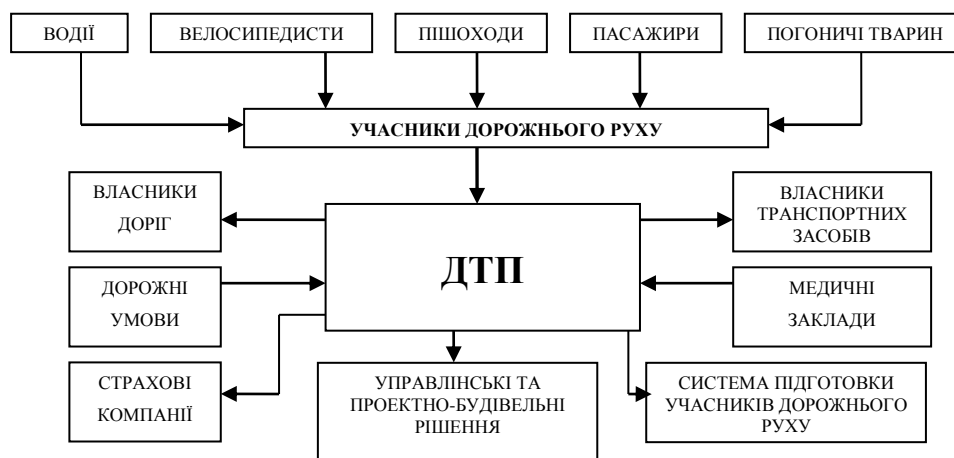 ВОДІЇ
ВЕЛОСИПЕДИСТИ
ПІШОХОДИ
ПАСАЖИРИ
ПОГОНИЧІ ТВАРИН
УЧАСНИКИ ДОРОЖНЬОГО РУХУ
ВЛАСНИКИ
ДОРІГ
ДТП
ВЛАСНИКИ
ТРАНСПОРТНИХ
ЗАСОБІВ
ДОРОЖНІ
УМОВИ
МЕДИЧНІ
ЗАКЛАДИ
СТРАХОВІ
КОМПАНІЇ
УПРАВЛІНСЬКІ ТА
ПРОЕКТНО-БУДІВЕЛЬНІ
РІШЕННЯ
СИСТЕМА ПІДГОТОВКИ
УЧАСНИКІВ ДОРОЖНЬОГО
РУХУ